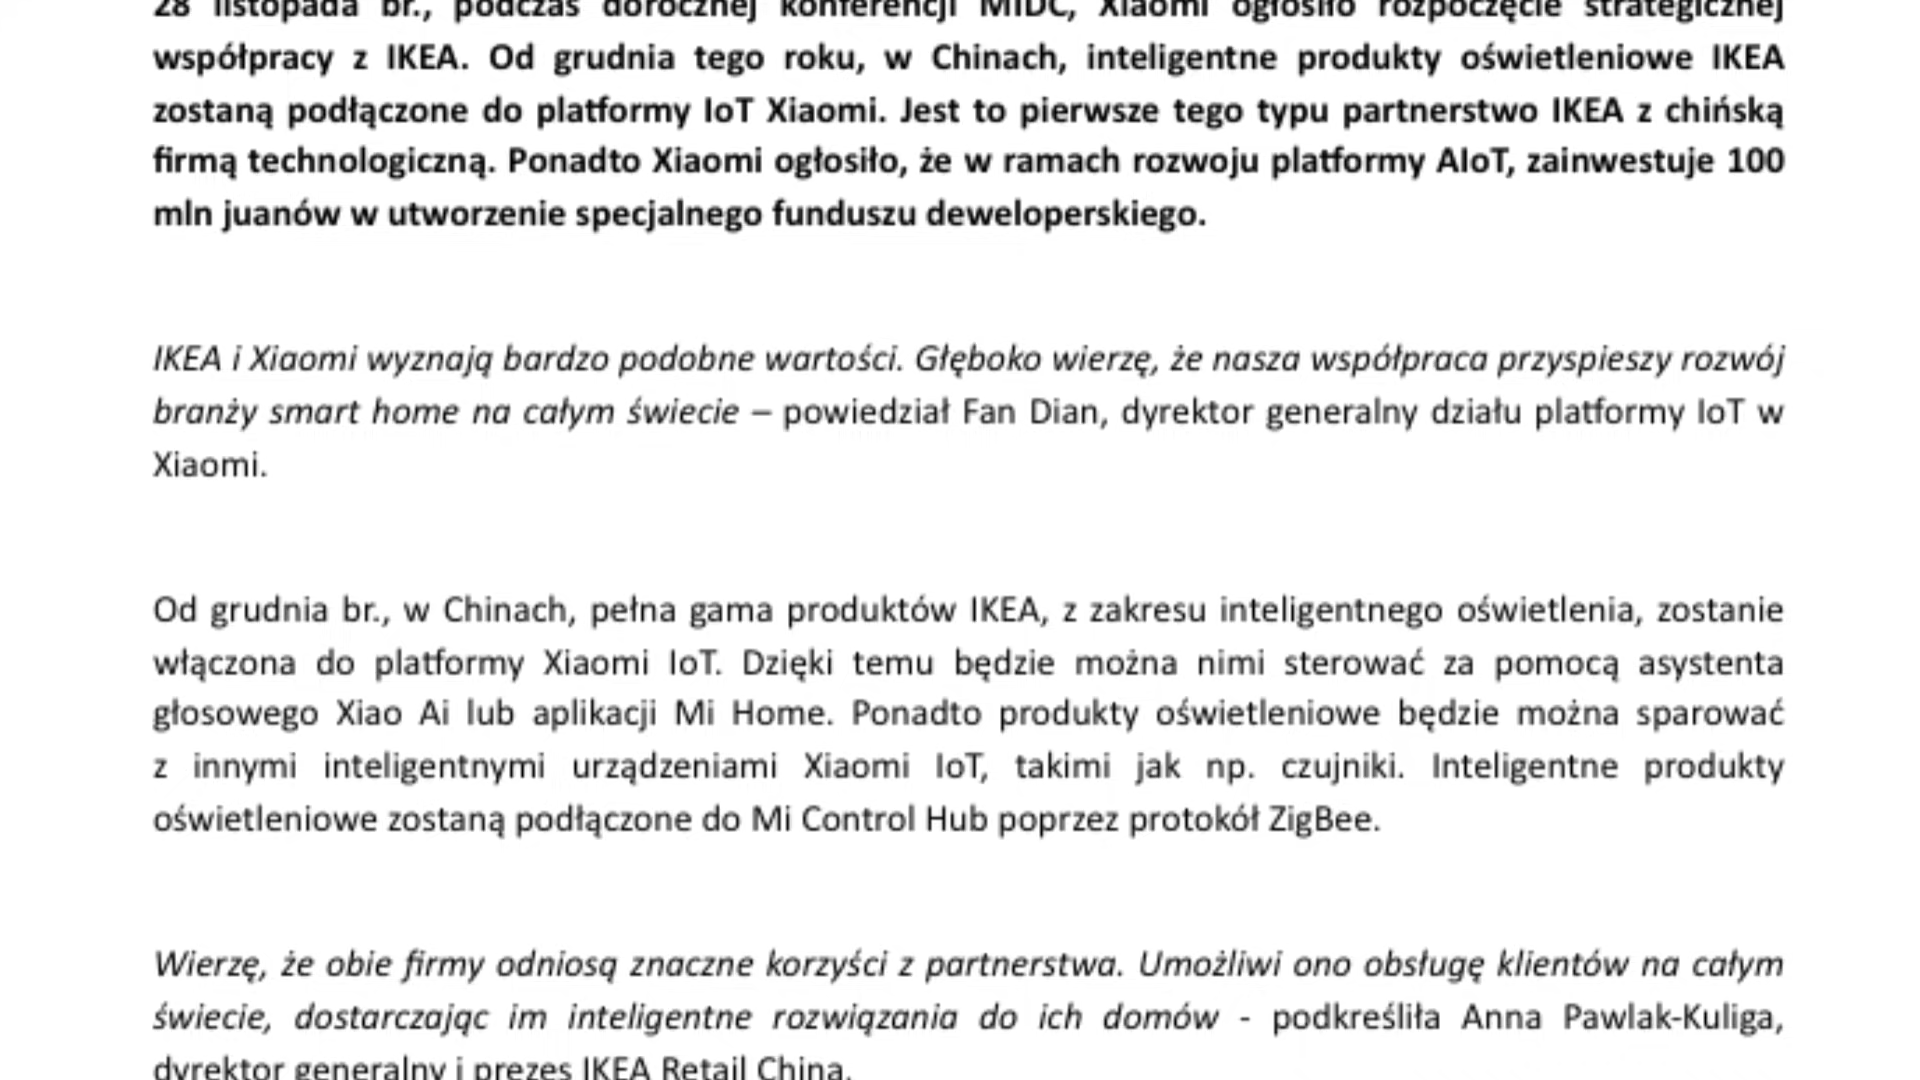 28 listopada br., podczas dorocznej konferencji MIDC, Xiaomi ogłosiło rozpoczęcie strategicznej
współpracy z IKEA. Od grudnia tego roku, w Chinach, inteligentne produkty oświetleniowe IKEA
zostaną podłączone do platformy IoT Xiaomi. Jest to pierwsze tego typu partnerstwo IKEA z chińską
firmą technologiczną. Ponadto Xiaomi ogłosiło, że w ramach rozwoju platformy AIoT, zainwestuje 100
mln juanów w utworzenie specjalnego funduszu deweloperskiego.
IKEA i Xiaomi wyznają bardzo podobne wartości. Głęboko wierzę, że nasza współpraca przyspieszy rozwój
branży smart home na całym świecie – powiedział Fan Dian, dyrektor generalny działu platformy IoT w
Xiaomi.
Od grudnia br., w Chinach, pełna gama produktów IKEA, z zakresu inteligentnego oświetlenia, zostanie
włączona do platformy Xiaomi IoT. Dzięki temu będzie można nimi sterować za pomocą asystenta
głosowego Xiao Ai lub aplikacji Mi Home. Ponadto produkty oświetleniowe będzie można sparować
z innymi inteligentnymi urządzeniami Xiaomi IoT, takimi jak np. czujniki. Inteligentne produkty
oświetleniowe zostaną podłączone do Mi Control Hub poprzez protokół ZigBee.
Wierzę, że obie firmy odniosą znaczne korzyści z partnerstwa. Umożliwi ono obsługę klientów na całym
świecie, dostarczając im inteligentne rozwiązania do ich domów - podkreśliła Anna Pawlak-Kuliga,
dyrektor generalny i prezes IKEA Retail China.